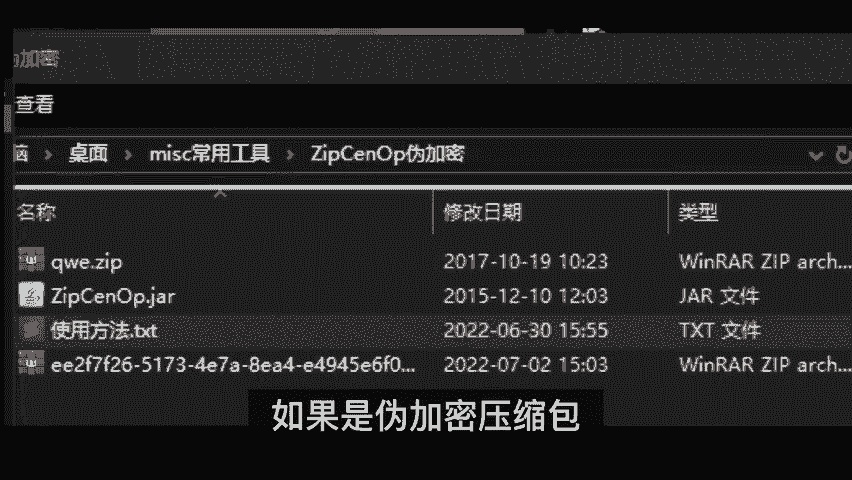 伪加密
查看
脑 > 桌面 > misc常用工具 > ZipCenOp伪加密
名称 修改日期 类型
qwe.zip 2017-10-19 10:23 WinRAR ZIP arch...
ZipCenOp.jar 2015-12-10 12:03 JAR 文件
使用方法.txt 2022-06-30 15:55 TXT 文件
ee2f7f26-5173-4e7a-8ea4-e4945e6f0... 2022-07-02 15:03 WinRAR ZIP arch...
如果是伪加密压缩包